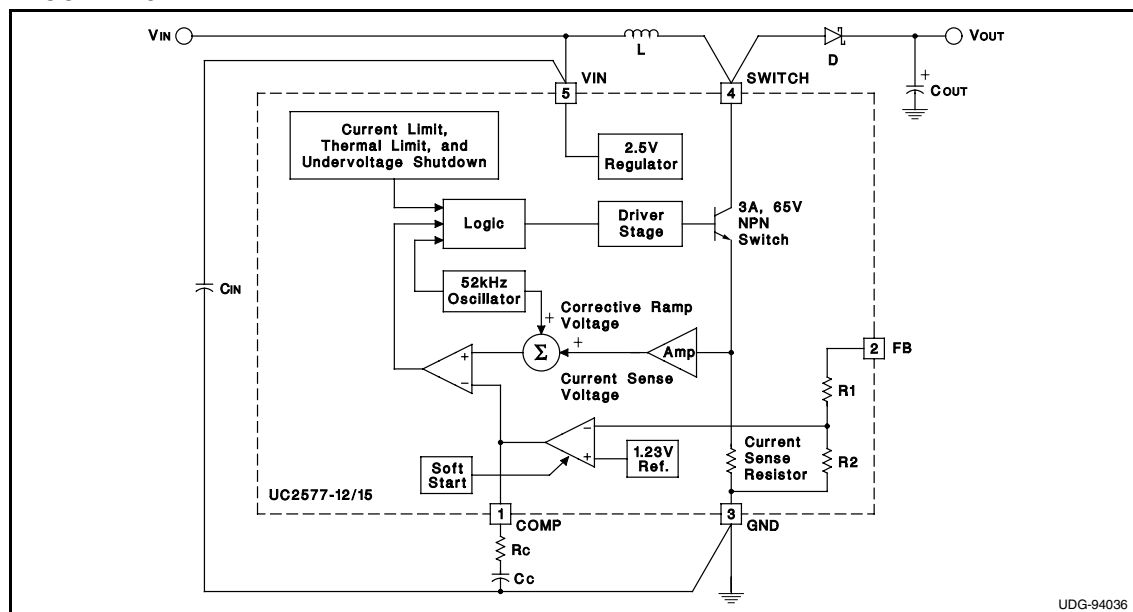 VIN
L
D
VOUT
+
COUT
VIN
5
SWITCH
4
Current Limit,
Thermal Limit, and
Undervoltage Shutdown
2.5V
Regulator
Logic
Driver
Stage
3A, 65V
NPN
Switch
CIN
52kHz
Oscillator
+
Corrective Ramp
Voltage
+
Σ
Amp
+
−
Current Sense
Voltage
2
FB
R1
−
+
1.23V
Ref.
Current
Sense
Resistor
R2
Soft
Start
UC2577-12/15
1
COMP
3
GND
Rc
Cc
UDG-94036